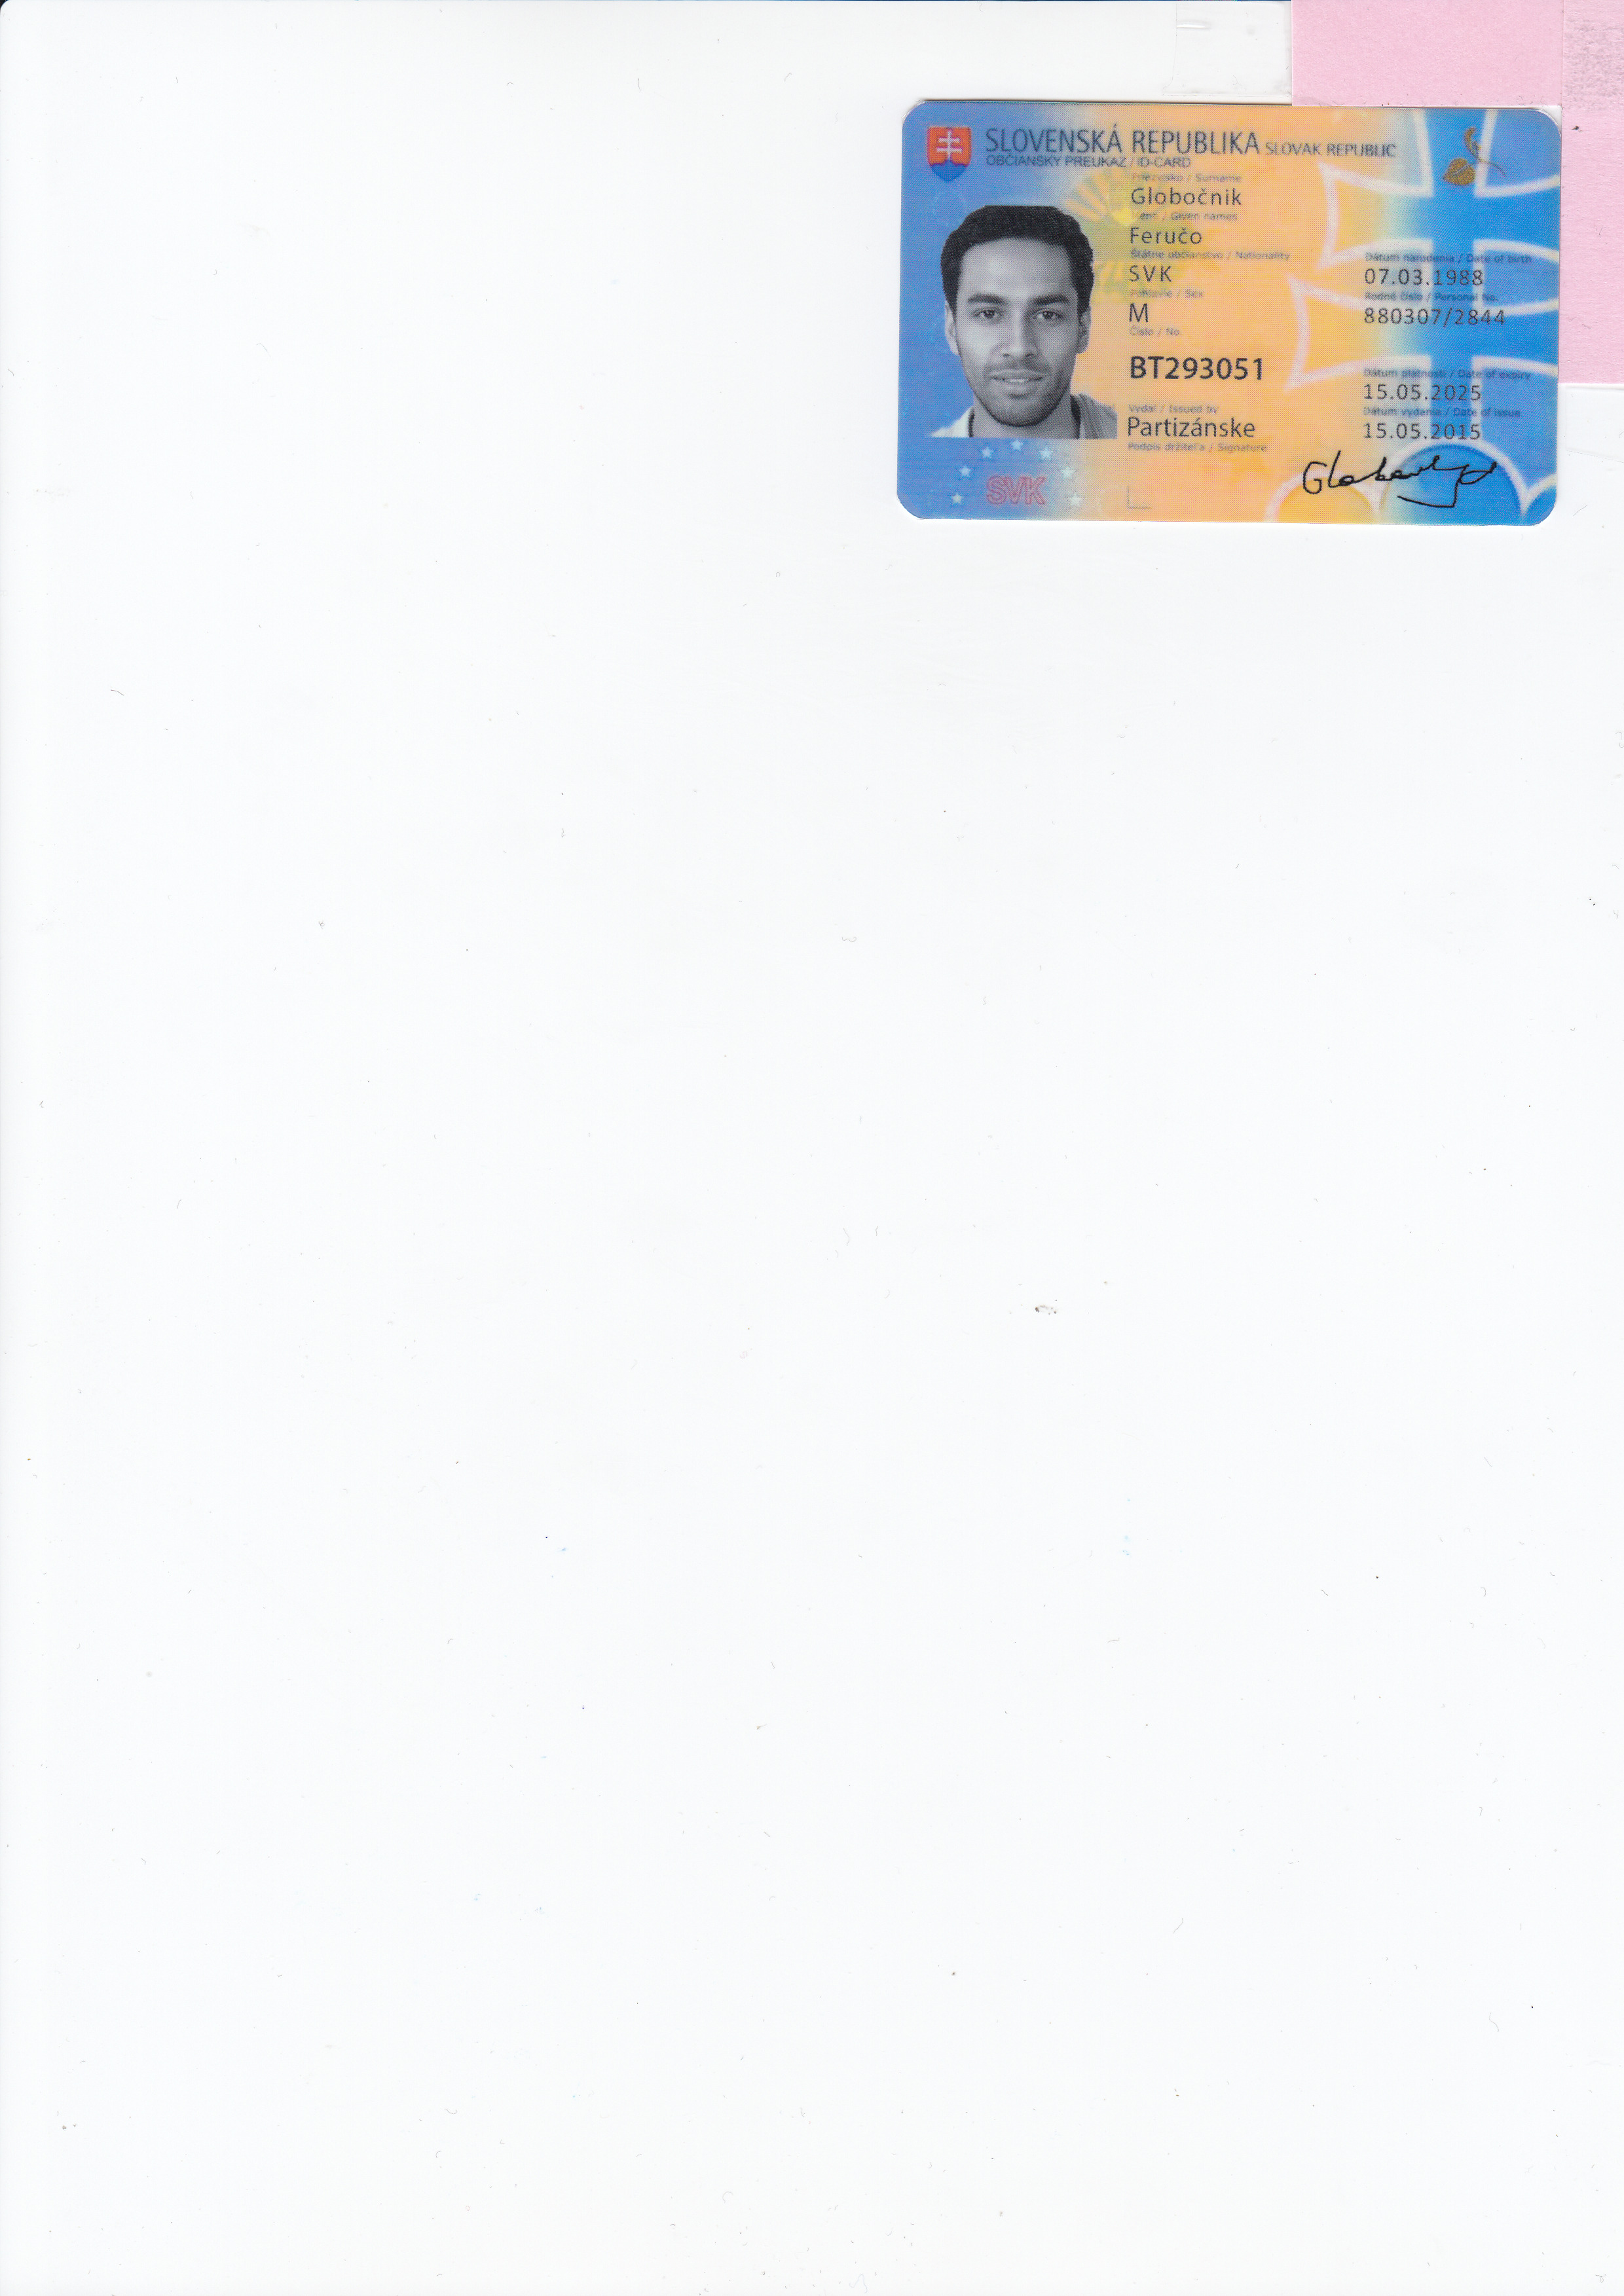 SLOVENSKÁ REPUBLIKA SLOVAK REPUBLIC
OBČIANSKY PREUKAZ / ID-CARD
Priezvisko / Surname
Globočnik
/ Given names
Feručo
Štátne občianstvo / Nationality
SVK
Pohlavie / Sex
M
Číslo / No.
BT293051
Vydal / Issued by
Partizánske
Podpis držiteľa / Signature
Dátum narodenia / Date of birth
07.03.1988
Rodné číslo / Personal No.
880307/2844
Dátum platnosti / Date of expiry
15.05.2025
Dátum vydania / Date of issue
15.05.2015
SVK